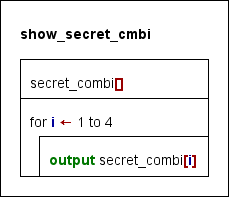 show_secret_cmbi
secret_combi[]
for i ← 1 to 4
output secret_combi[i]